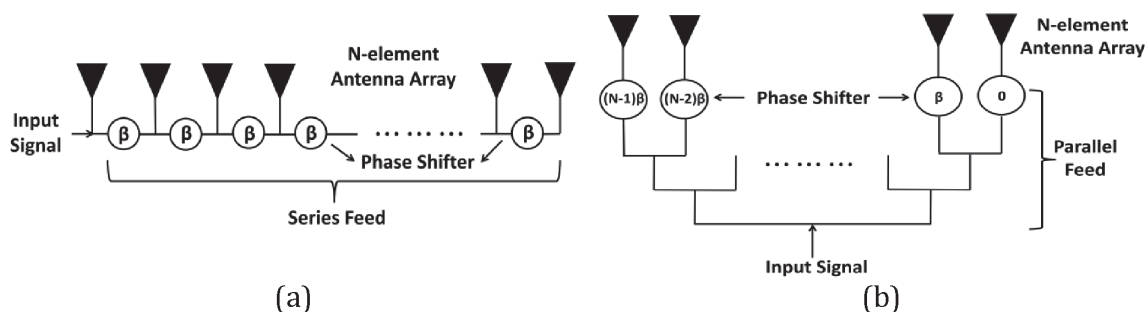 N-element
Antenna Array
Input
Signal
β β β β ... ... ... β
Phase Shifter
Series Feed
(a)
N-element
Antenna Array
(N-1)β (N-2)β Phase Shifter β 0
... ... ...
Parallel
Feed
Input Signal
(b)